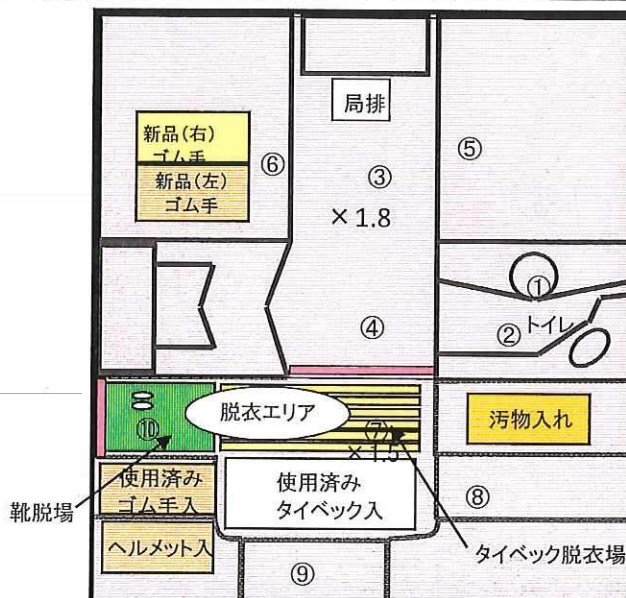 局排
新品(右)
ゴム手
新品(左)
ゴム手
⑥
③
×1.8
⑤
④
①
②
トイレ
⑩
脱衣エリア
⑦
×1.5
汚物入れ
使用済み
ゴム手入
使用済み
タイベック入
⑧
靴脱場
ヘルメット入
⑨
タイベック脱衣場